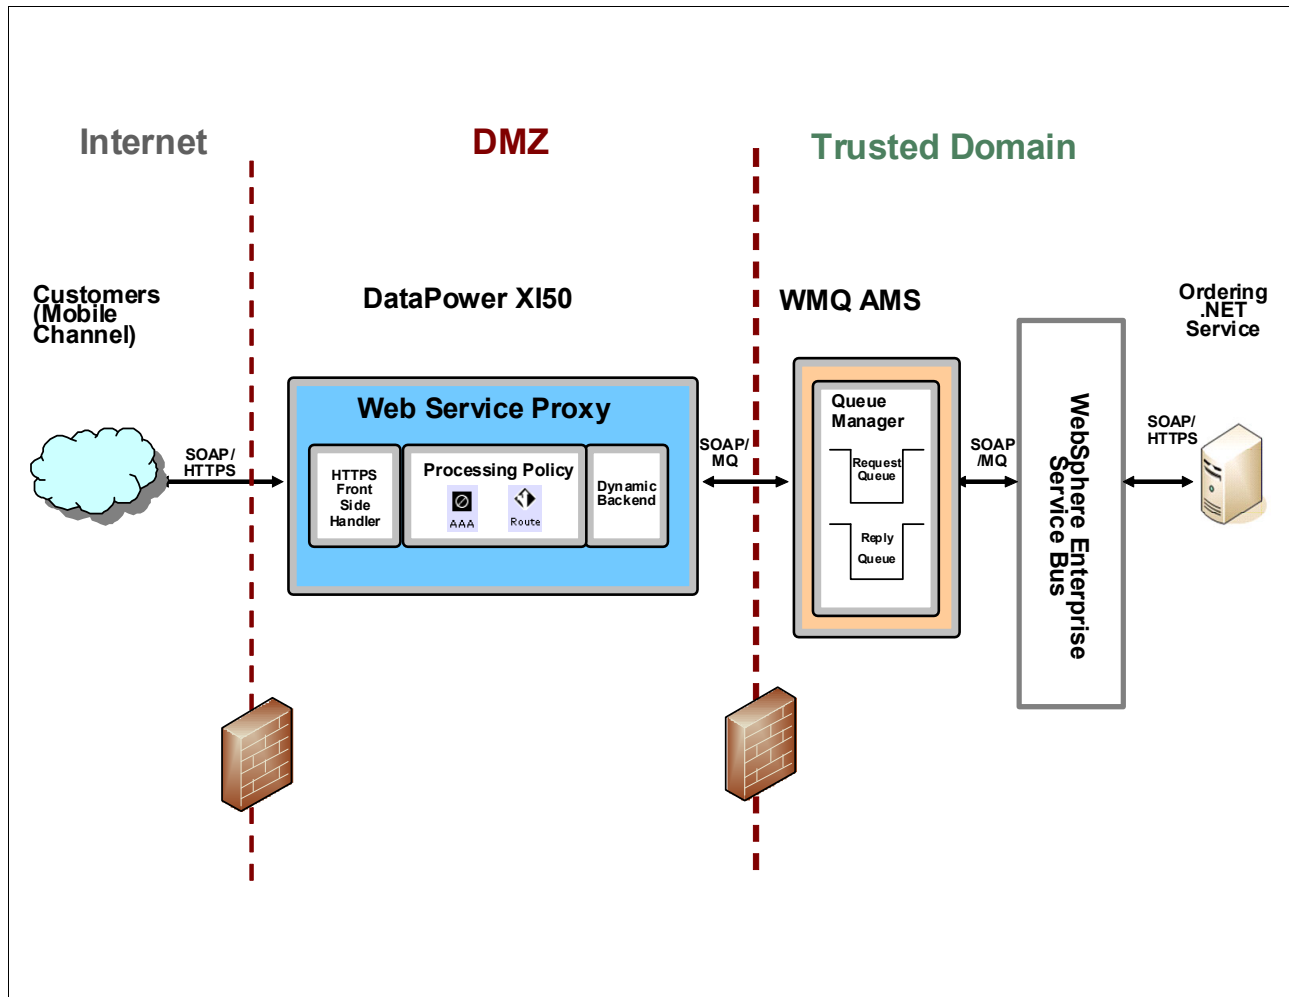 Internet
DMZ
Trusted Domain
Customers
(Mobile
Channel)
DataPower XI50
WMQ AMS
Ordering
.NET
Service
Web Service Proxy
SOAP/
HTTPS
HTTPS
Front
Side
Handler
Processing Policy
AAA
Route
Dynamic
Backend
SOAP/
MQ
Queue
Manager
Request
Queue
Reply
Queue
SOAP
/MQ
WebSphere Enterprise
Service Bus
SOAP/
HTTPS